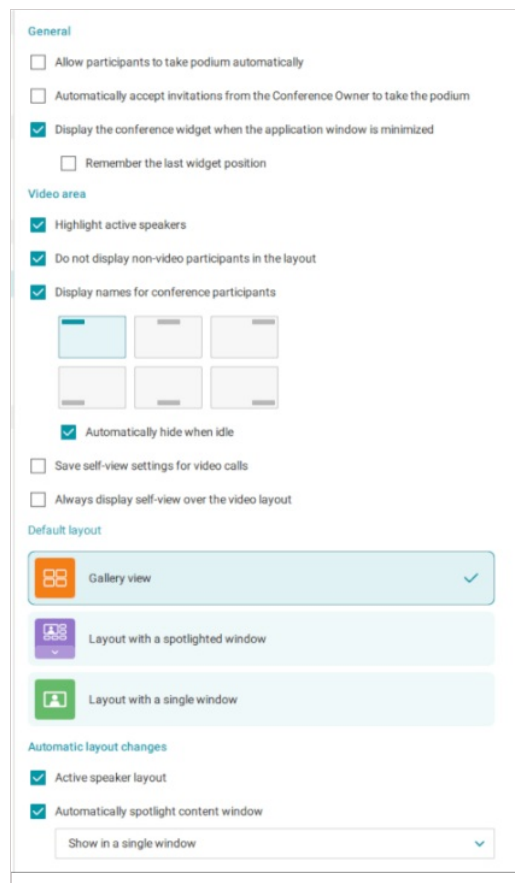 General
Allow participants to take podium automatically
Automatically accept invitations from the Conference Owner to take the podium
Display the conference widget when the application window is minimized
Remember the last widget position
Video area
Highlight active speakers
Do not display non-video participants in the layout
Display names for conference participants
Automatically hide when idle
Save self-view settings for video calls
Always display self-view over the video layout
Default layout
Gallery view
Layout with a spotlighted window
Layout with a single window
Automatic layout changes
Active speaker layout
Automatically spotlight content window
Show in a single window